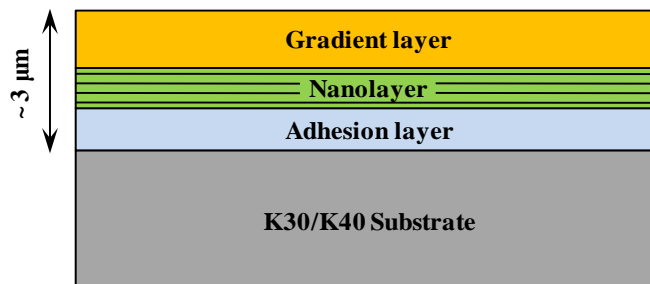 Gradient layer
Nanolayer
Adhesion layer
K30/K40 Substrate
~ 3 μm